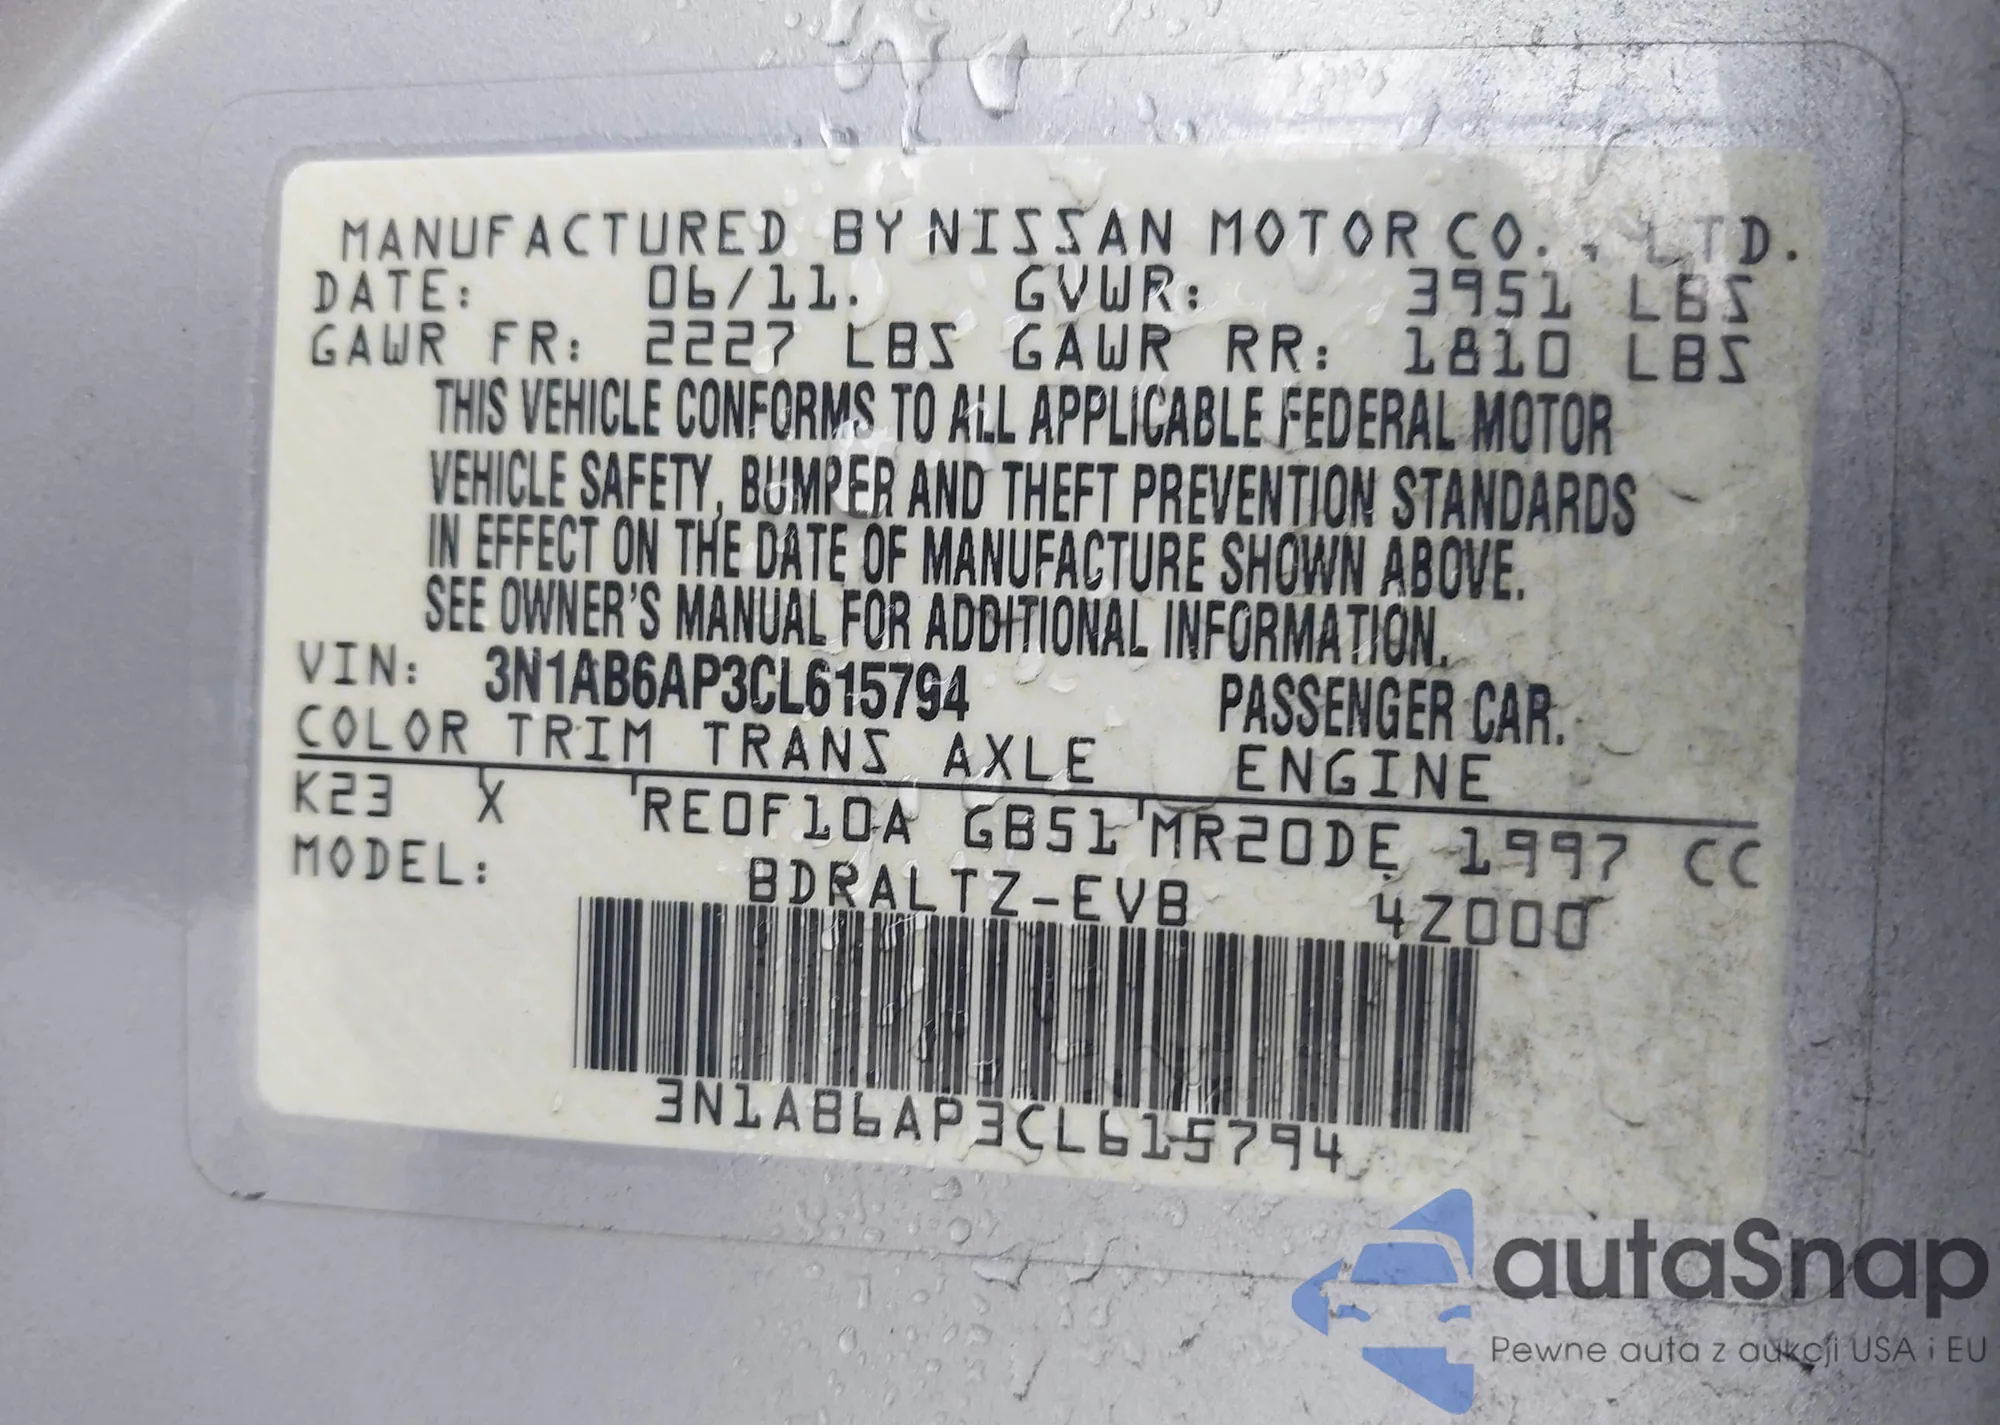 MANUFACTURED BY NISSAN MOTOR CO., LTD.
DATE: 06/11. GVWR: 3951 LBS
GAWR FR: 2227 LBS GAWR RR: 1810 LBS
THIS VEHICLE CONFORMS TO ALL APPLICABLE FEDERAL MOTOR
VEHICLE SAFETY, BUMPER AND THEFT PREVENTION STANDARDS
IN EFFECT ON THE DATE OF MANUFACTURE SHOWN ABOVE.
SEE OWNER'S MANUAL FOR ADDITIONAL INFORMATION.
VIN: 3N1AB6AP3CL615794 PASSENGER CAR.
COLOR TRIM TRANS AXLE ENGINE
K23 X RE0F10A GB51 MR20DE 1997 CC
MODEL: BDRALTZ-EVB 4Z000
3N1AB6AP3CL615794
autaSnap
Pewne auta z aukcji USA i EU